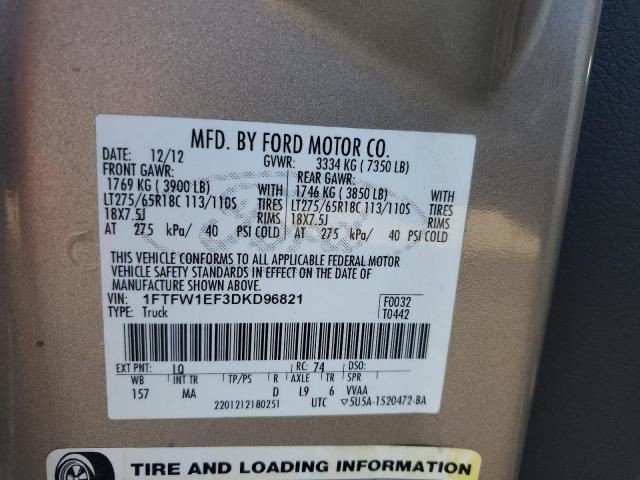 MFD. BY FORD MOTOR CO.
DATE: 12/12 GVWR: 3334 KG ( 7350 LB)
FRONT GAWR: REAR GAWR:
1769 KG ( 3900 LB) WITH 1746 KG ( 3850 LB) WITH
LT275/65R18C 113/110S TIRES LT275/65R18C 113/110S TIRES
18X7.5J RIMS 18X7.5J RIMS
AT 275 kPa/ 40 PSI COLD AT 275 kPa/ 40 PSI COLD
THIS VEHICLE CONFORMS TO ALL APPLICABLE FEDERAL MOTOR
VEHICLE SAFETY STANDARDS IN EFFECT ON THE DATE OF
MANUFACTURE SHOWN ABOVE.
VIN: 1FTFW1EF3DKD96821 F0032
TYPE: Truck T0442
EXT PNT: LQ RC: 74 DSO:
WB INT TR TP/PS R AXLE TR SPR
157 MA D L9 6 VVAA
2201212180251 UTC ▽5U5A-1520472-BA
TIRE AND LOADING INFORMATION